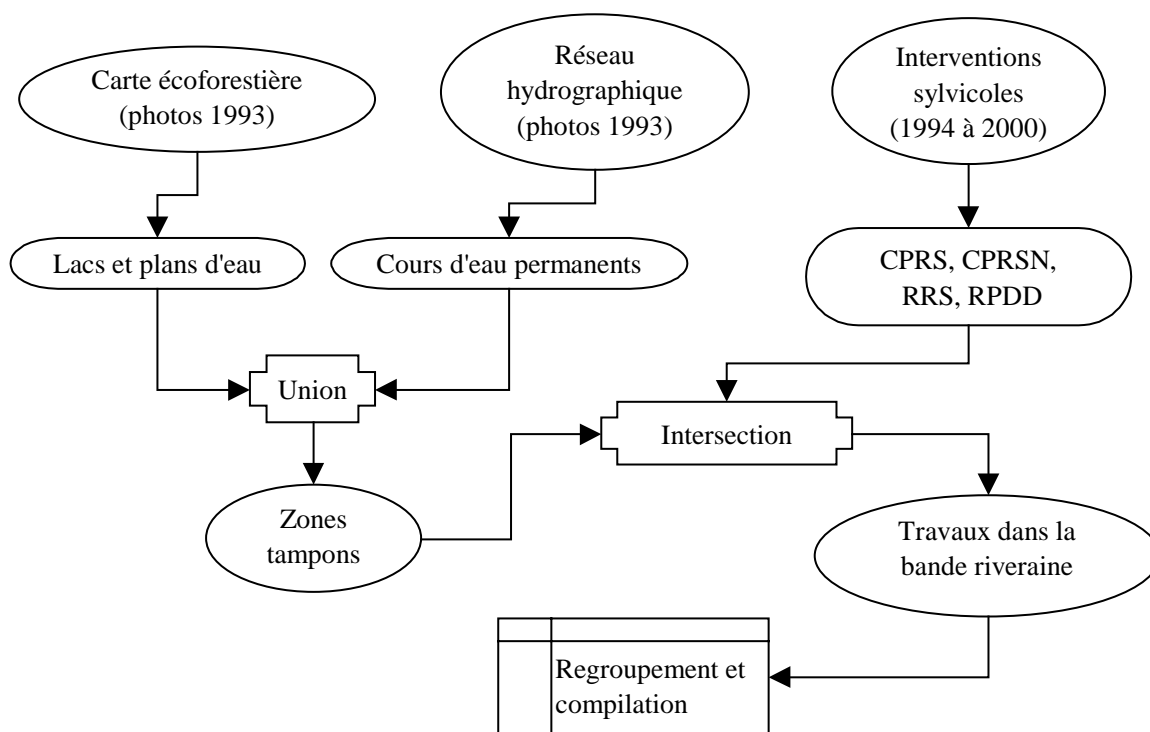 Carte écoforestière
(photos 1993)
Réseau
hydrographique
(photos 1993)
Interventions
sylvicoles
(1994 à 2000)
Lacs et plans d'eau
Cours d'eau permanents
CPRS, CPRSN,
RRS, RPDD
Union
Intersection
Zones
tampons
Travaux dans la
bande riveraine
Regroupement et
compilation